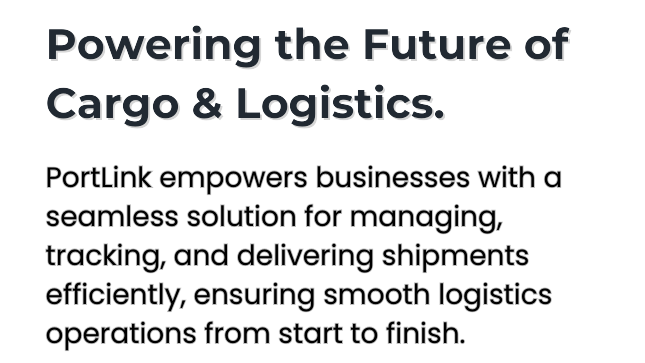 Powering the Future of
Cargo & Logistics.
PortLink empowers businesses with a
seamless solution for managing,
tracking, and delivering shipments
efficiently, ensuring smooth logistics
operations from start to finish.